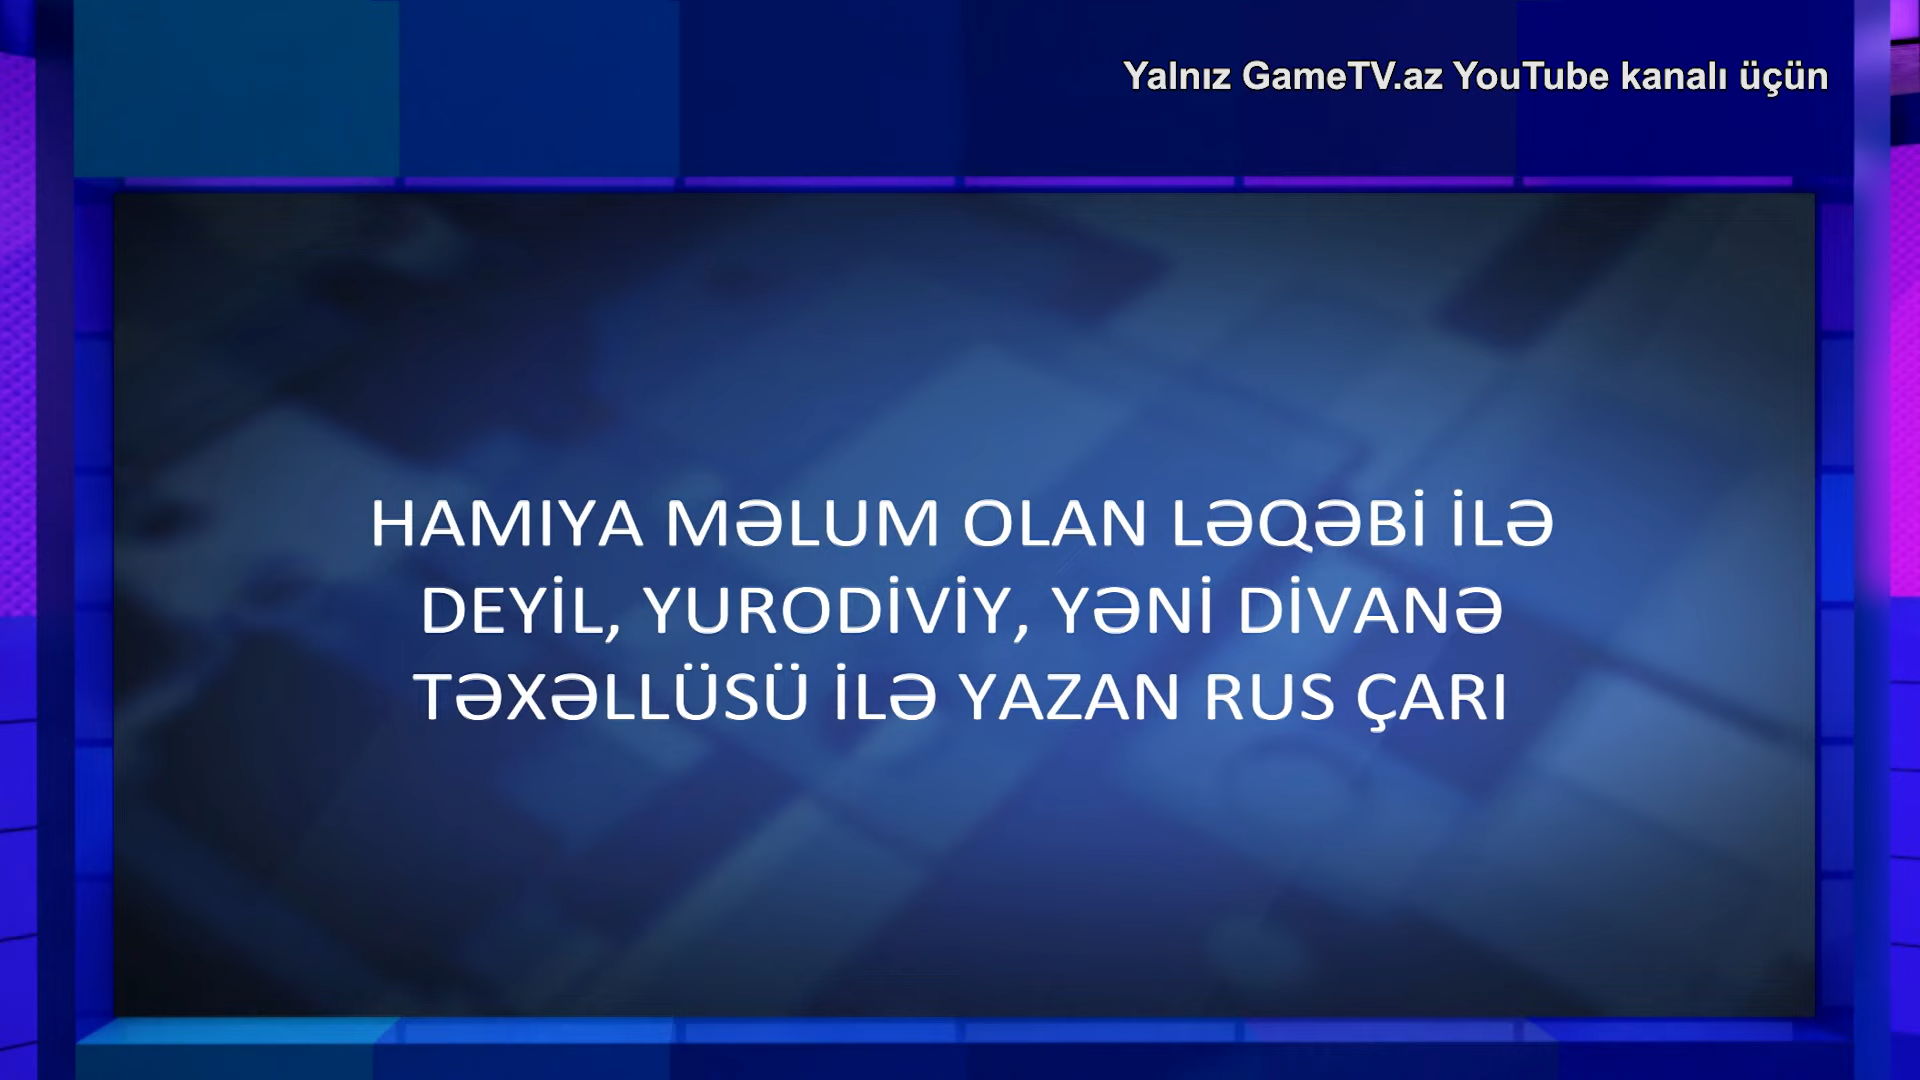 Yalnız GameTV.az YouTube kanalı üçün
HAMIYA MƏLUM OLAN LƏQƏBİ İLƏ
DEYİL, YURODİVİY, YƏNİ DİVANƏ
TƏXƏLLÜSÜ İLƏ YAZAN RUS ÇARI